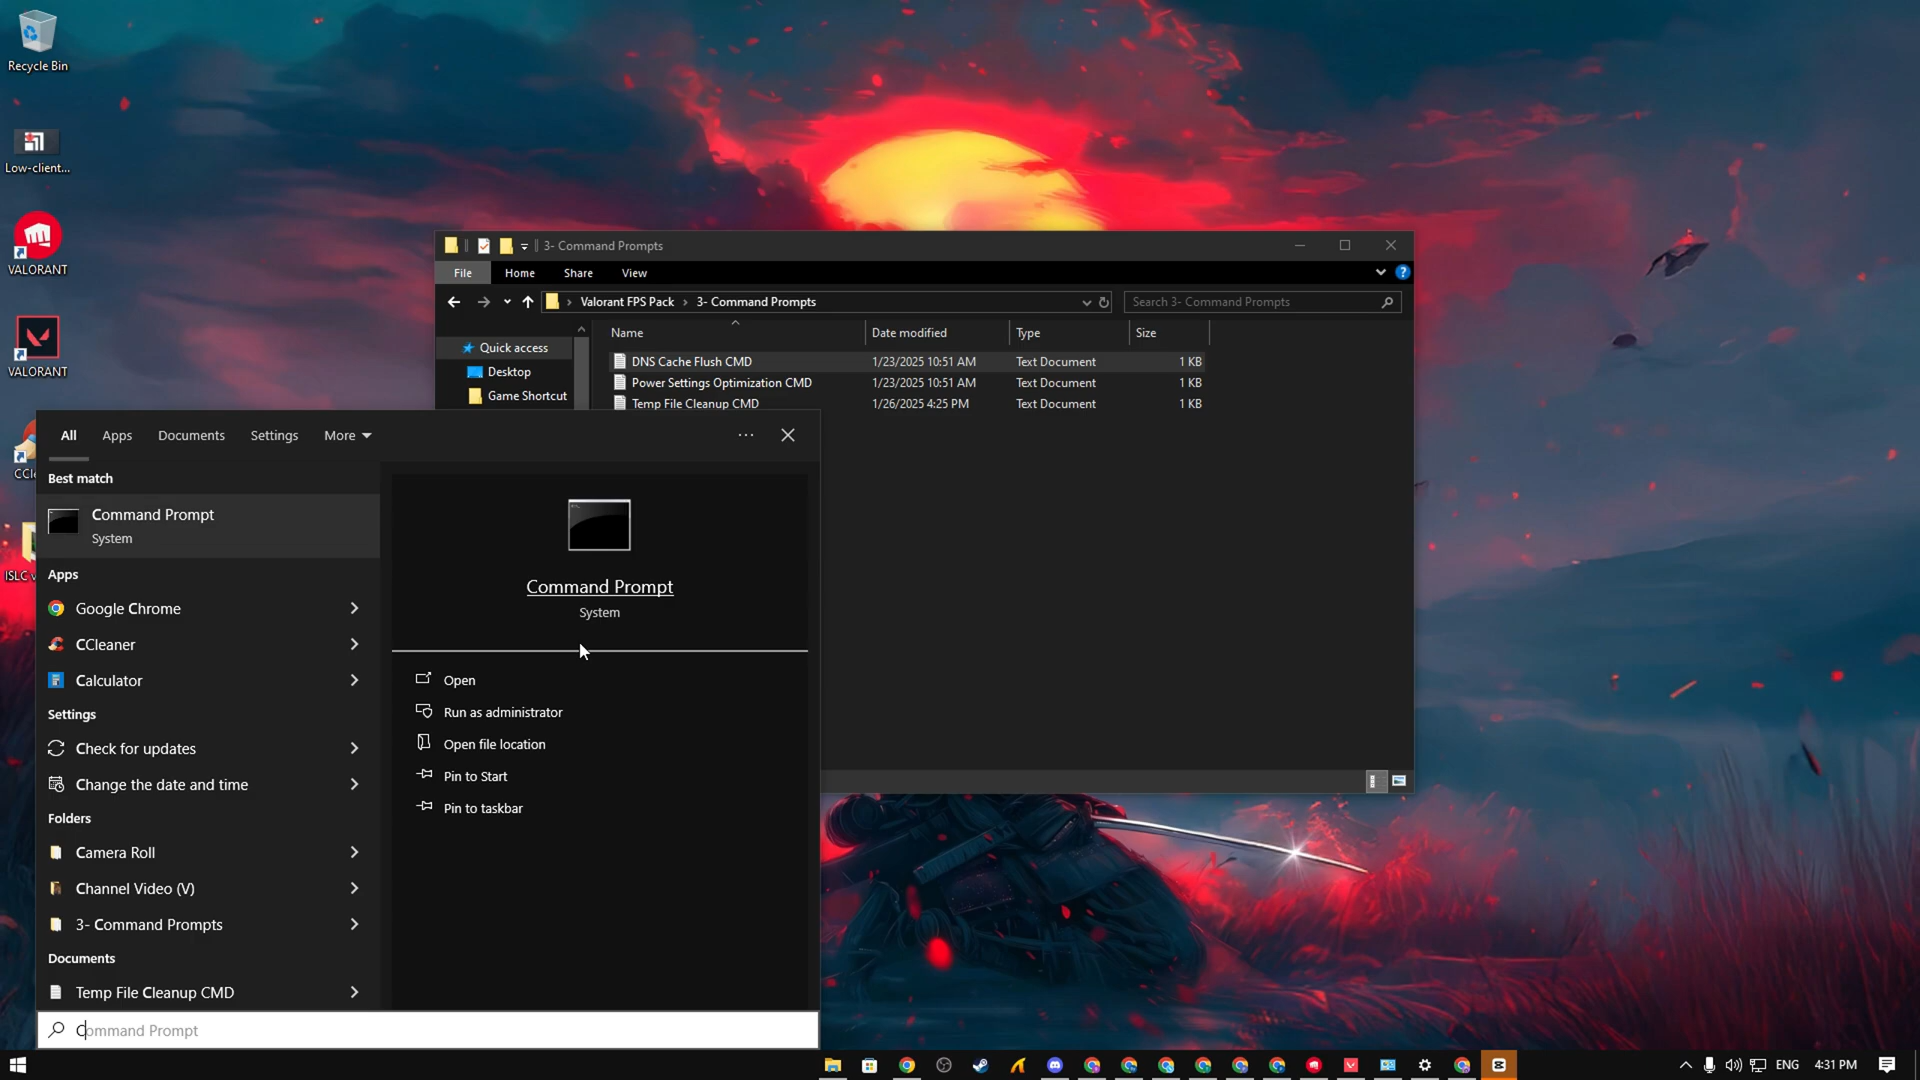 Recycle Bin
Low-client...
VALORANT
VALORANT
3- Command Prompts
File Home Share View
Valorant FPS Pack › 3- Command Prompts
Search 3- Command Prompts
Name Date modified Type Size
Quick access
Desktop
Game Shortcut
DNS Cache Flush CMD 1/23/2025 10:51 AM Text Document 1 KB
Power Settings Optimization CMD 1/23/2025 10:51 AM Text Document 1 KB
Temp File Cleanup CMD 1/26/2025 4:25 PM Text Document 1 KB
All Apps Documents Settings More
Best match
Command Prompt
System
Apps
Google Chrome
CCleaner
Calculator
Settings
Check for updates
Change the date and time
Folders
Camera Roll
Channel Video (V)
3- Command Prompts
Documents
Temp File Cleanup CMD
Command Prompt
Command Prompt
System
Open
Run as administrator
Open file location
Pin to Start
Pin to taskbar
ENG 4:31 PM